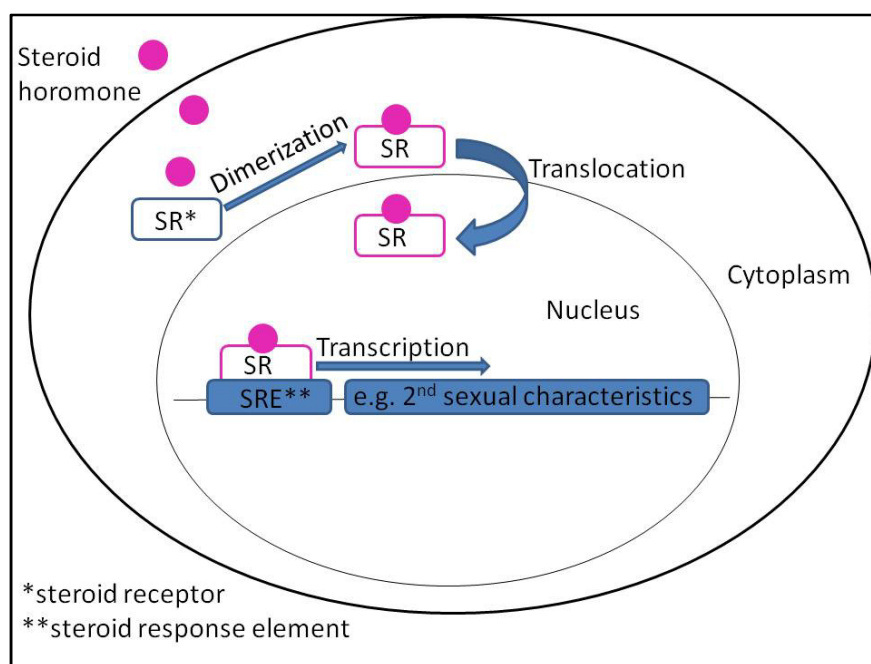 Steroid
horomone
Dimerization
SR
Translocation
SR*
SR
Cytoplasm
Nucleus
Transcription
SR
SRE**
e.g. 2nd sexual characteristics
*steroid receptor
**steroid response element